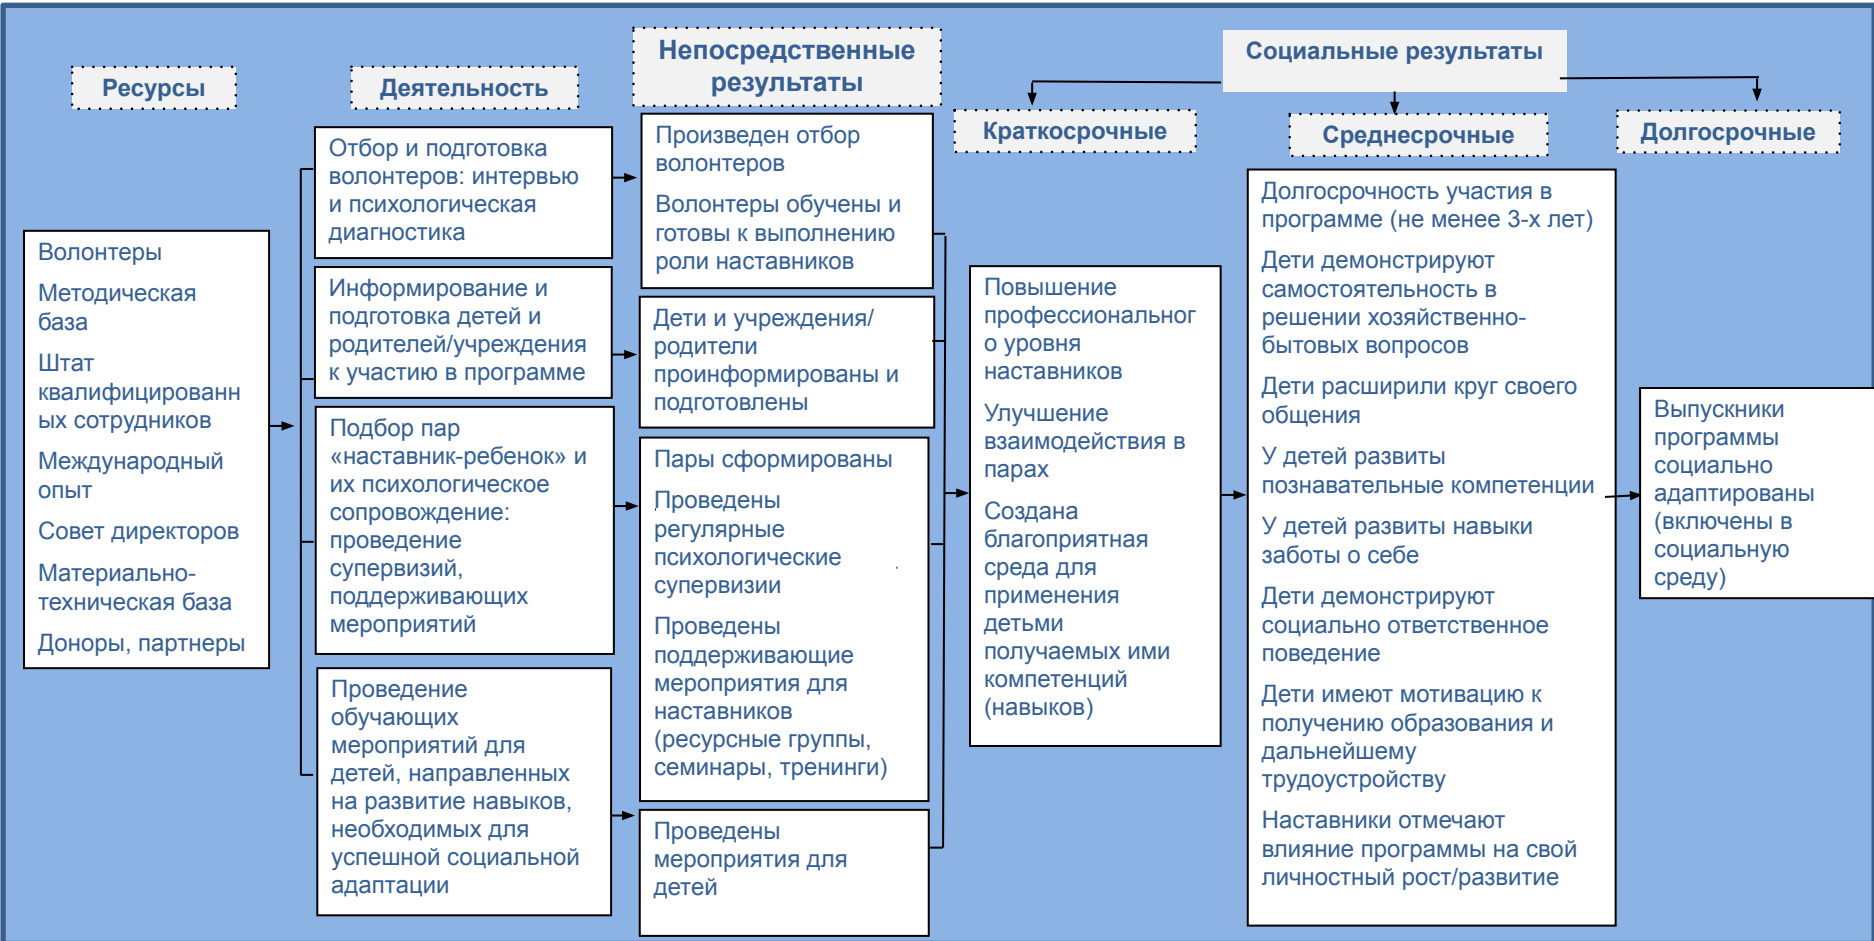 Ресурсы
Деятельность
Непосредственные
результаты
Социальные результаты
Краткосрочные
Среднесрочные
Долгосрочные
Волонтеры
Методическая
база
Штат
квалифицированн
ых сотрудников
Международный
опыт
Совет директоров
Материально-
техническая база
Доноры, партнеры
Отбор и подготовка
волонтеров: интервью
и психологическая
диагностика
Информирование и
подготовка детей и
родителей/учреждения
к участию в программе
Подбор пар
«наставник-ребенок» и
их психологическое
сопровождение:
проведение
супервизий,
поддерживающих
мероприятий
Проведение
обучающих
мероприятий для
детей, направленных
на развитие навыков,
необходимых для
успешной социальной
адаптации
Произведен отбор
волонтеров
Волонтеры обучены и
готовы к выполнению
роли наставников
Дети и учреждения/
родители
проинформированы и
подготовлены
Пары сформированы
Проведены
регулярные
психологические
супервизии
Проведены
поддерживающие
мероприятия для
наставников
(ресурсные группы,
семинары, тренинги)
Проведены
мероприятия для
детей
Повышение
профессиональног
о уровня
наставников
Улучшение
взаимодействия в
парах
Создана
благоприятная
среда для
применения
детьми
получаемых ими
компетенций
(навыков)
Долгосрочность участия в
программе (не менее 3-х лет)
Дети демонстрируют
самостоятельность в
решении хозяйственно-
бытовых вопросов
Дети расширили круг своего
общения
У детей развиты
познавательные компетенции
У детей развиты навыки
заботы о себе
Дети демонстрируют
социально ответственное
поведение
Дети имеют мотивацию к
получению образования и
дальнейшему
трудоустройству
Наставники отмечают
влияние программы на свой
личностный рост/развитие
Выпускники
программы
социально
адаптированы
(включены в
социальную
среду)